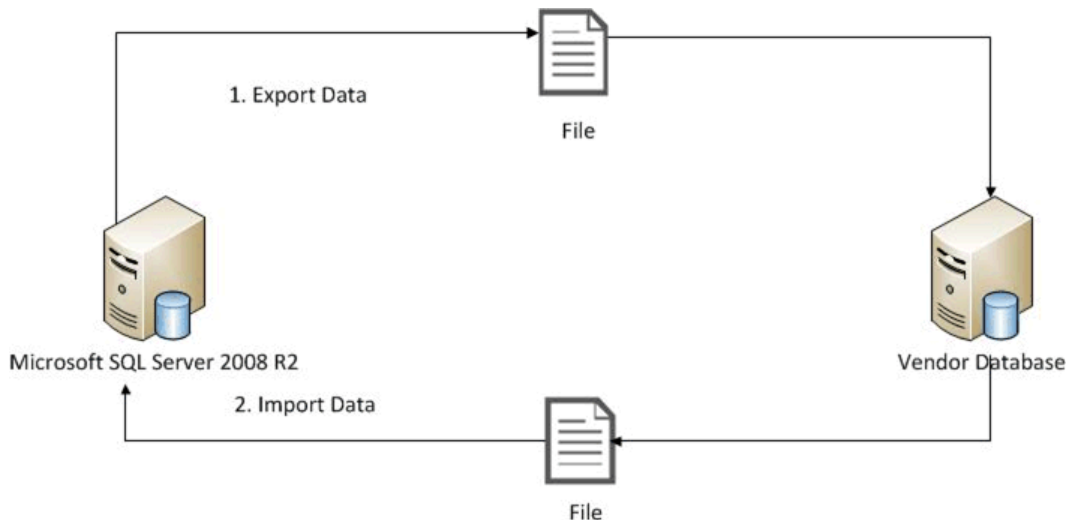 1. Export Data
File
Microsoft SQL Server 2008 R2
Vendor Database
2. Import Data
File